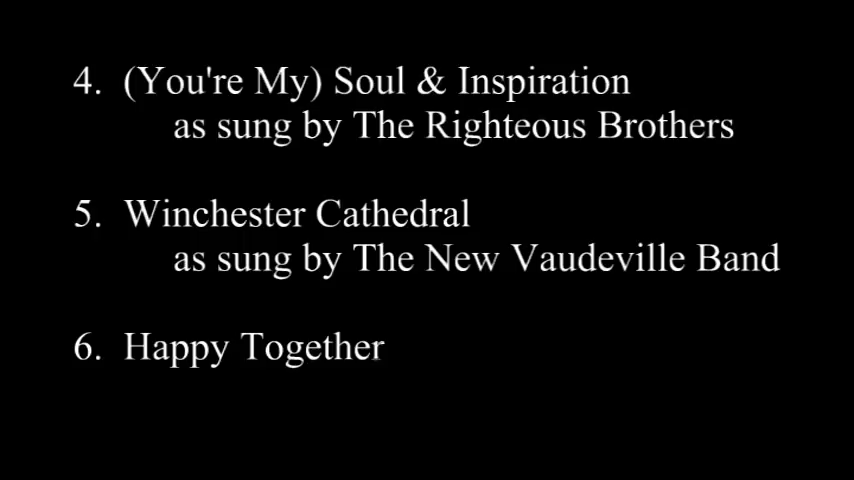 4. (You're My) Soul & Inspiration
as sung by The Righteous Brothers
5. Winchester Cathedral
as sung by The New Vaudeville Band
6. Happy Together